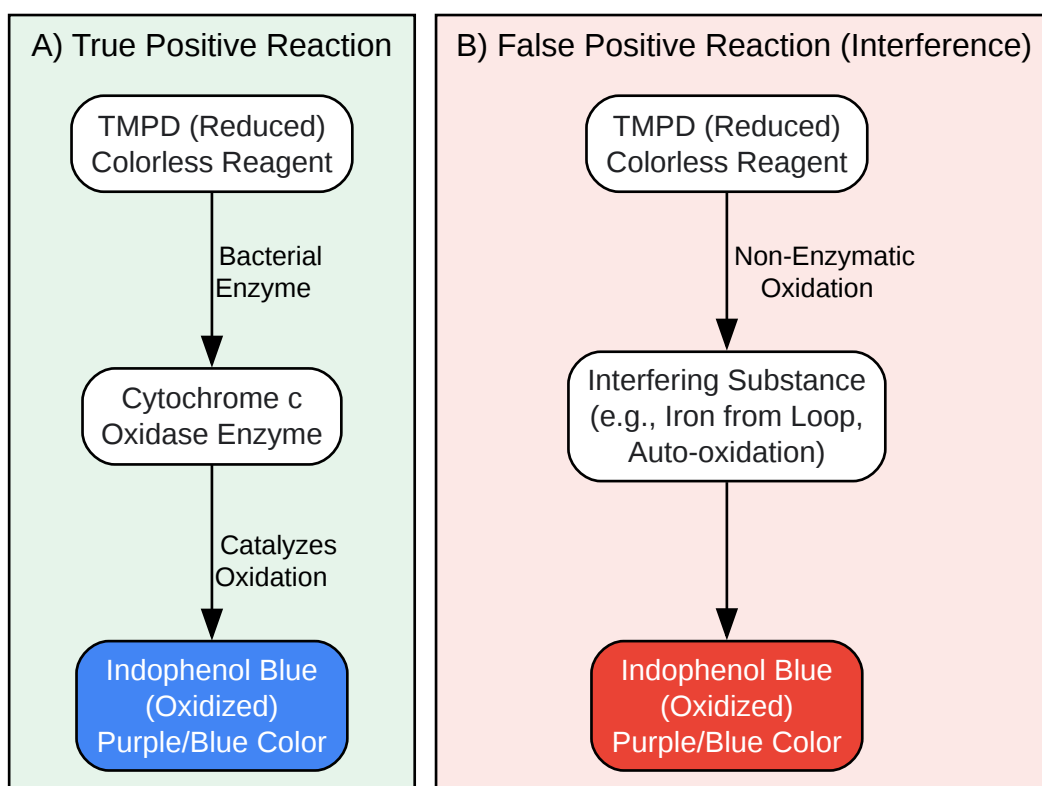 A) True Positive Reaction
TMPD (Reduced)
Colorless Reagent
Bacterial
Enzyme
Cytochrome c
Oxidase Enzyme
Catalyzes
Oxidation
Indophenol Blue
(Oxidized)
Purple/Blue Color
B) False Positive Reaction (Interference)
TMPD (Reduced)
Colorless Reagent
Non-Enzymatic
Oxidation
Interfering Substance
(e.g., Iron from Loop,
Auto-oxidation)
Indophenol Blue
(Oxidized)
Purple/Blue Color